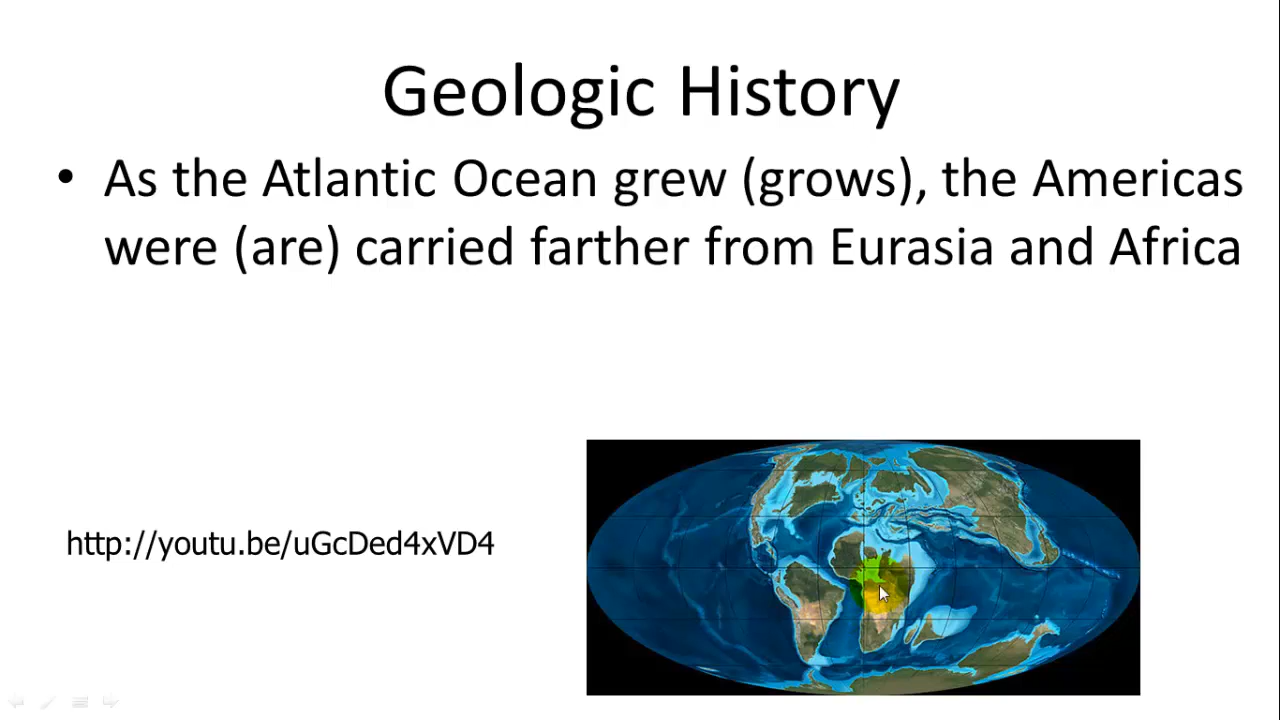 Geologic History
• As the Atlantic Ocean grew (grows), the Americas
were (are) carried farther from Eurasia and Africa
http://youtu.be/uGcDed4xVD4